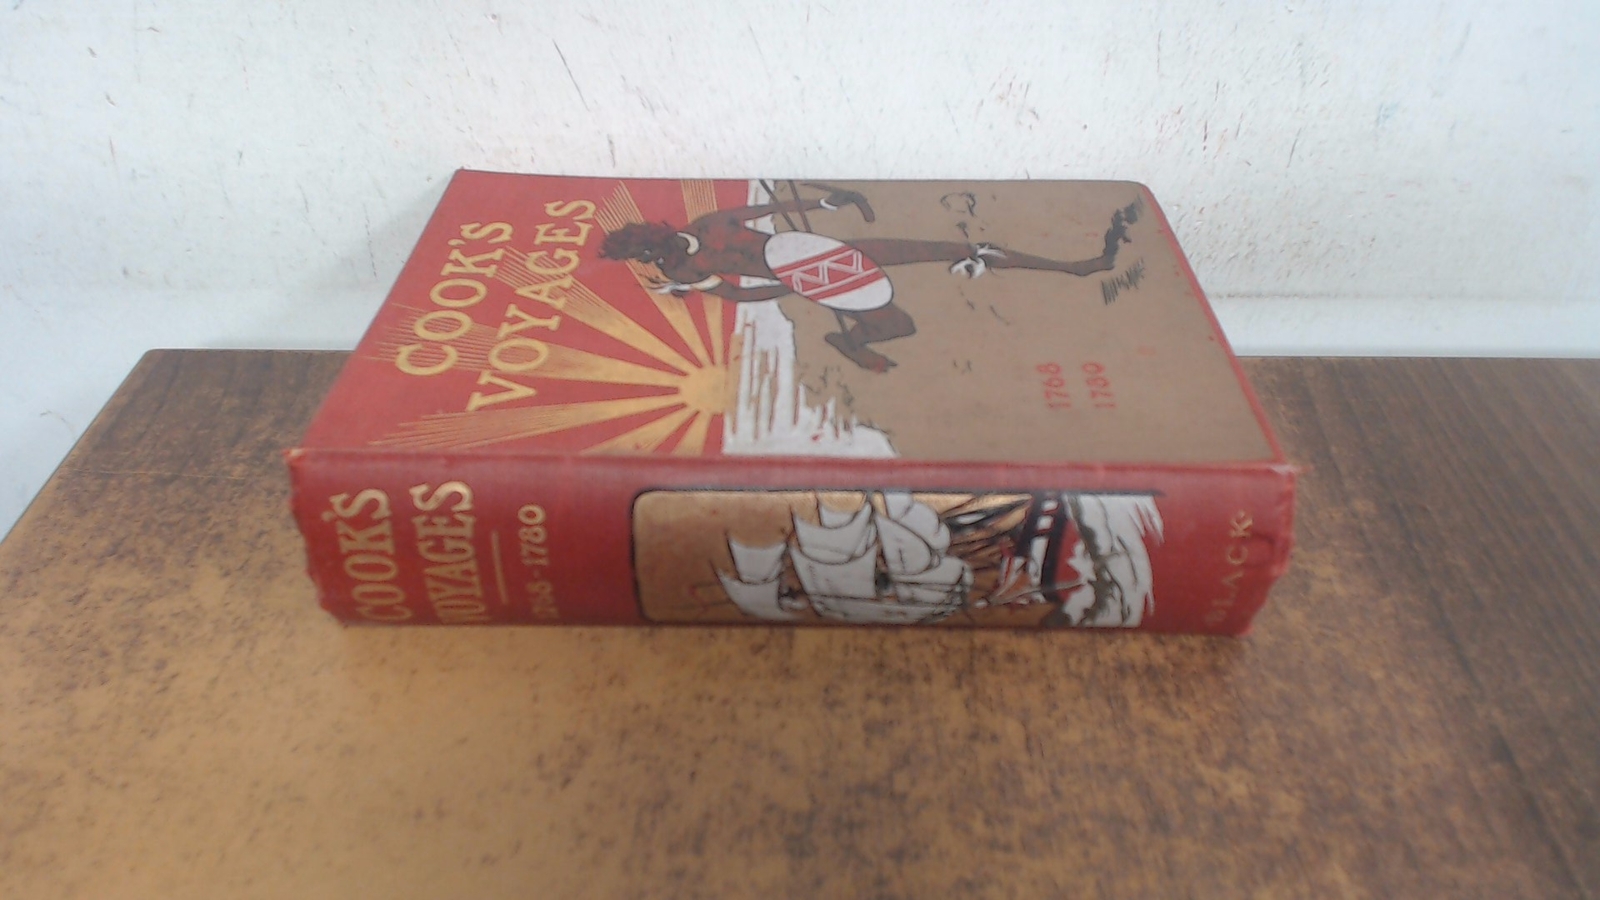 COOK'S
VOYAGES
1768
1780
COOK'S
VOYAGES
1768-1780
BLACK